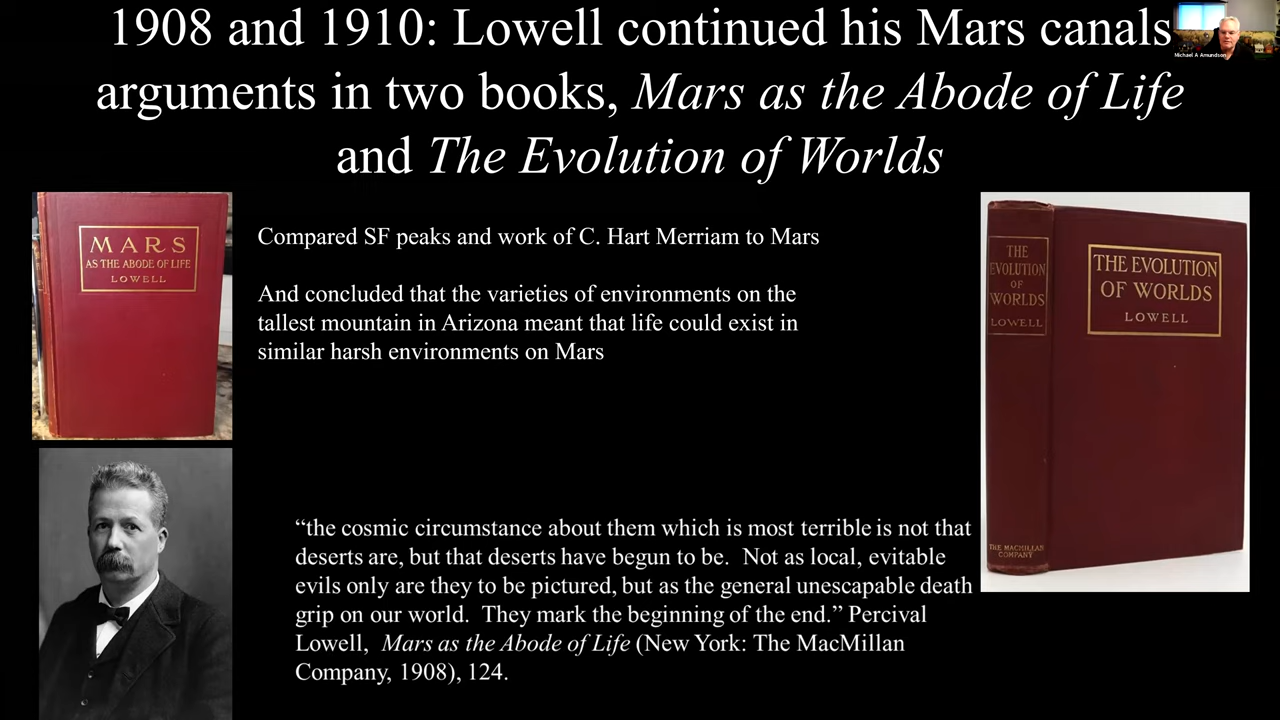 1908 and 1910: Lowell continued his Mars canals
arguments in two books, Mars as the Abode of Life
and The Evolution of Worlds
Michael A Amundson
MARS
AS THE ABODE OF LIFE
LOWELL
Compared SF peaks and work of C. Hart Merriam to Mars
And concluded that the varieties of environments on the
tallest mountain in Arizona meant that life could exist in
similar harsh environments on Mars
THE
EVOLUTION
OF
WORLDS
LOWELL
THE MACMILLAN
COMPANY
THE EVOLUTION
OF WORLDS
LOWELL
“the cosmic circumstance about them which is most terrible is not that
deserts are, but that deserts have begun to be.  Not as local, evitable
evils only are they to be pictured, but as the general unescapable death
grip on our world.  They mark the beginning of the end.” Percival
Lowell,  Mars as the Abode of Life (New York: The MacMillan
Company, 1908), 124.